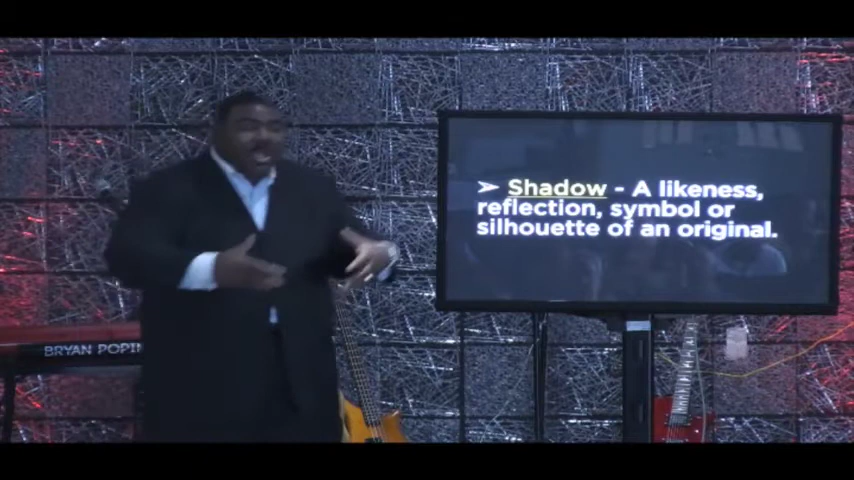 ➢ Shadow - A likeness,
reflection, symbol or
silhouette of an original.
BRYAN POPIN